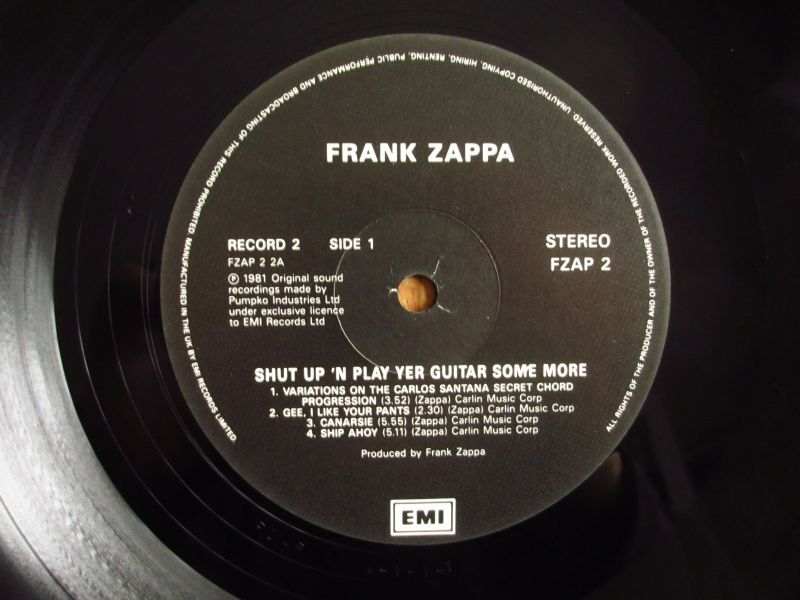 FRANK ZAPPA
RECORD 2 SIDE 1
STEREO
FZAP 2 2A
FZAP 2
Ⓟ 1981 Original sound
recordings made by
Pumpko Industries Ltd
under exclusive licence
to EMI Records Ltd
SHUT UP 'N PLAY YER GUITAR SOME MORE
1. VARIATIONS ON THE CARLOS SANTANA SECRET CHORD
PROGRESSION (3.52) (Zappa) Carlin Music Corp
2. GEE, I LIKE YOUR PANTS (2.30) (Zappa) Carlin Music Corp
3. CANARSIE (5.55) (Zappa) Carlin Music Corp
4. SHIP AHOY (5.11) (Zappa) Carlin Music Corp
Produced by Frank Zappa
EMI
ALL RIGHTS OF THE PRODUCER AND OF THE OWNER OF THE RECORDED WORK RESERVED. UNAUTHORISED COPYING, HIRING, RENTING, PUBLIC PERFORMANCE AND BROADCASTING OF THIS RECORD PROHIBITED. MANUFACTURED IN THE UK BY EMI RECORDS LIMITED